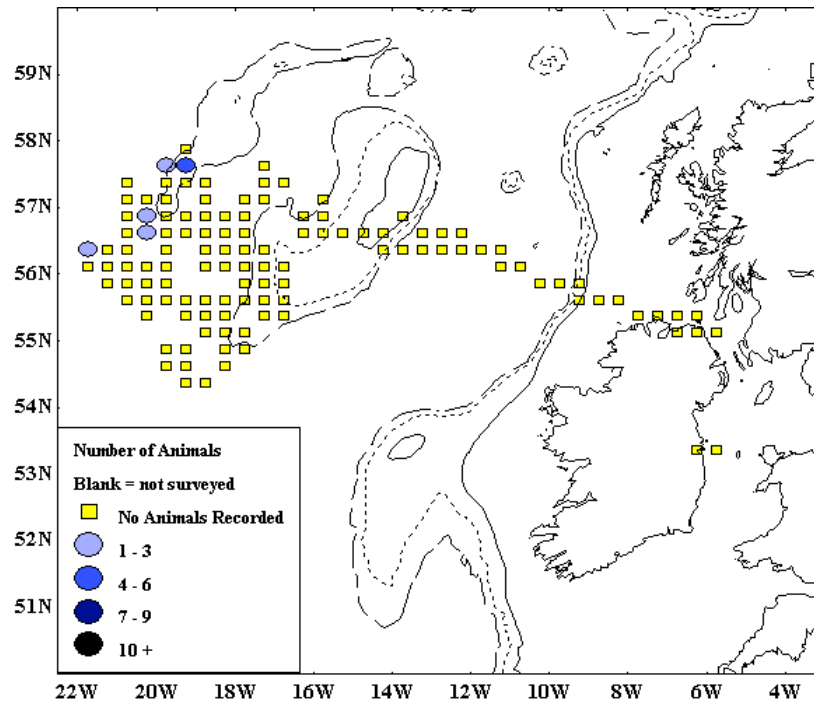 59N
58N
57N
56N
55N
54N
53N
52N
51N
Number of Animals
Blank = not surveyed
No Animals Recorded
1 - 3
4 - 6
7 - 9
10 +
22W 20W 18W 16W 14W 12W 10W 8W 6W 4W